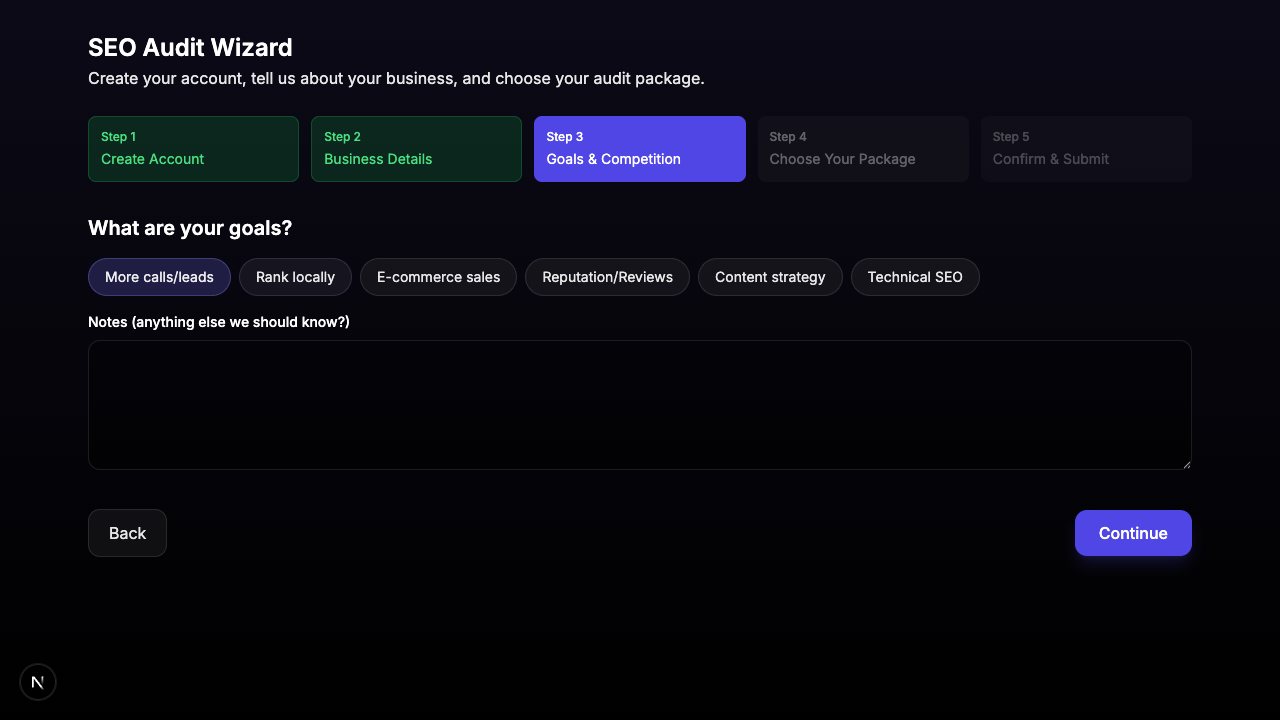 SEO Audit Wizard
Create your account, tell us about your business, and choose your audit package.
Step 1
Create Account
Step 2
Business Details
Step 3
Goals & Competition
Step 4
Choose Your Package
Step 5
Confirm & Submit
What are your goals?
More calls/leads
Rank locally
E-commerce sales
Reputation/Reviews
Content strategy
Technical SEO
Notes (anything else we should know?)
Back
Continue
N